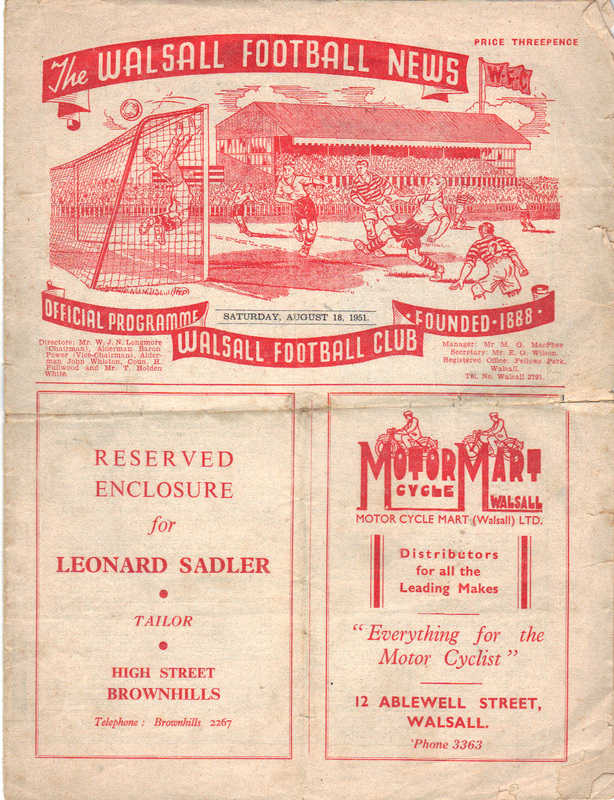 The WALSALL FOOTBALL NEWS
PRICE THREEPENCE
W.F.C
2
OFFICIAL PROGRAMME
SATURDAY, AUGUST 18, 1951.
FOUNDED · 1888 ·
WALSALL FOOTBALL CLUB
Directors: Mr. W. J. N. Longmore
(Chairman), Alderman Baron
Power (Vice-Chairman), Alder-
man John Whiston, Coun. H.
Fullwood and Mr. T. Holden
White.
Manager: Mr. M. G. MacPhee
Secretary: Mr. E. G. Wilson.
Registered Office: Fellows Park,
Walsall.
Tel. No. Walsall 2791.
RESERVED
ENCLOSURE
for
LEONARD SADLER
•
TAILOR
•
HIGH STREET
BROWNHILLS
Telephone: Brownhills 2267
MOTOR MART
CYCLE WALSALL
MOTOR CYCLE MART (Walsall) LTD.
Distributors
for all the
Leading Makes
"Everything for the
Motor Cyclist"
12 ABLEWELL STREET,
WALSALL.
'Phone 3363